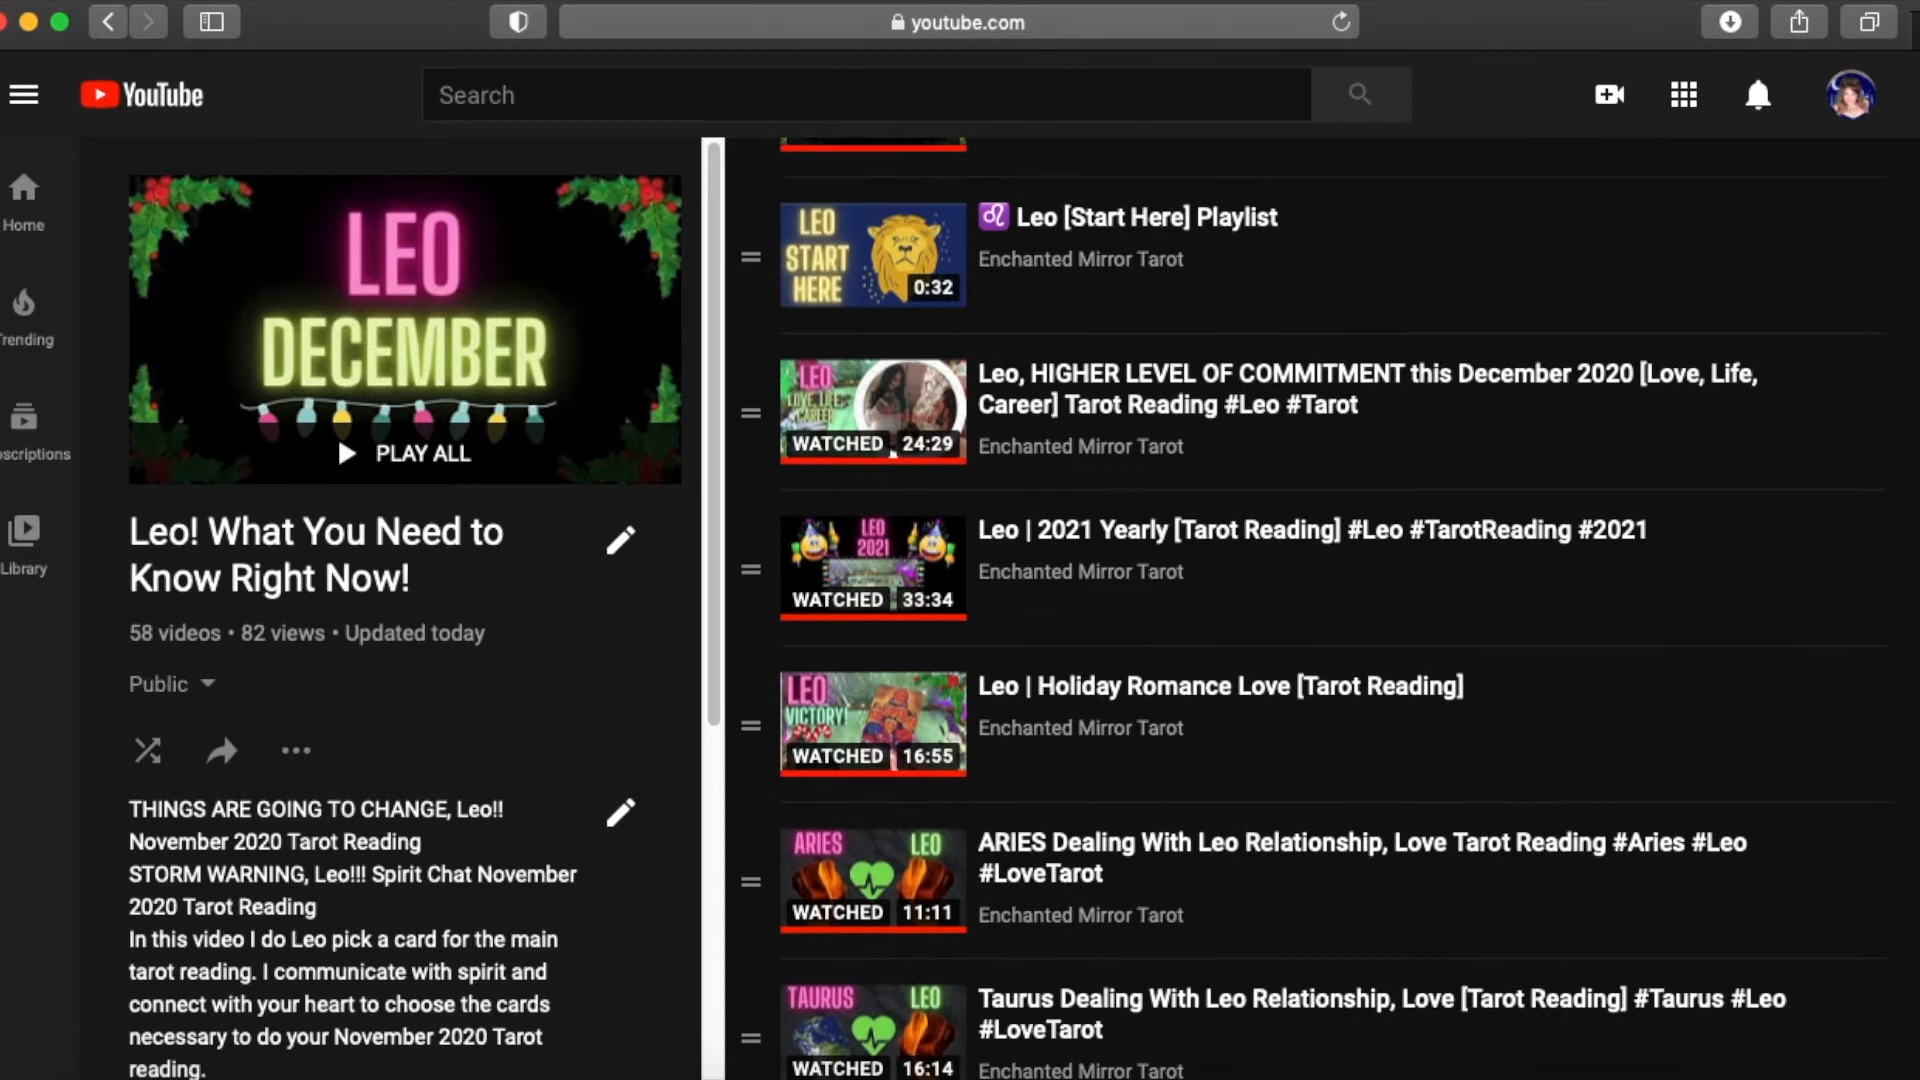 youtube.com
YouTube
Search
Home
Trending
scriptions
Library
LEO
DECEMBER
PLAY ALL
Leo! What You Need to
Know Right Now!
58 videos • 82 views • Updated today
Public
THINGS ARE GOING TO CHANGE, Leo!!
November 2020 Tarot Reading
STORM WARNING, Leo!!! Spirit Chat November
2020 Tarot Reading
In this video I do Leo pick a card for the main
tarot reading. I communicate with spirit and
connect with your heart to choose the cards
necessary to do your November 2020 Tarot
reading.
LEO
START
HERE
0:32
♌ Leo [Start Here] Playlist
Enchanted Mirror Tarot
LEO
LOVE, LIFE,
CAREER
WATCHED 24:29
Leo, HIGHER LEVEL OF COMMITMENT this December 2020 [Love, Life,
Career] Tarot Reading #Leo #Tarot
Enchanted Mirror Tarot
LEO
2021
WATCHED 33:34
Leo | 2021 Yearly [Tarot Reading] #Leo #TarotReading #2021
Enchanted Mirror Tarot
LEO
VICTORY!
WATCHED 16:55
Leo | Holiday Romance Love [Tarot Reading]
Enchanted Mirror Tarot
ARIES LEO
WATCHED 11:11
ARIES Dealing With Leo Relationship, Love Tarot Reading #Aries #Leo
#LoveTarot
Enchanted Mirror Tarot
TAURUS LEO
WATCHED 16:14
Taurus Dealing With Leo Relationship, Love [Tarot Reading] #Taurus #Leo
#LoveTarot
Enchanted Mirror Tarot